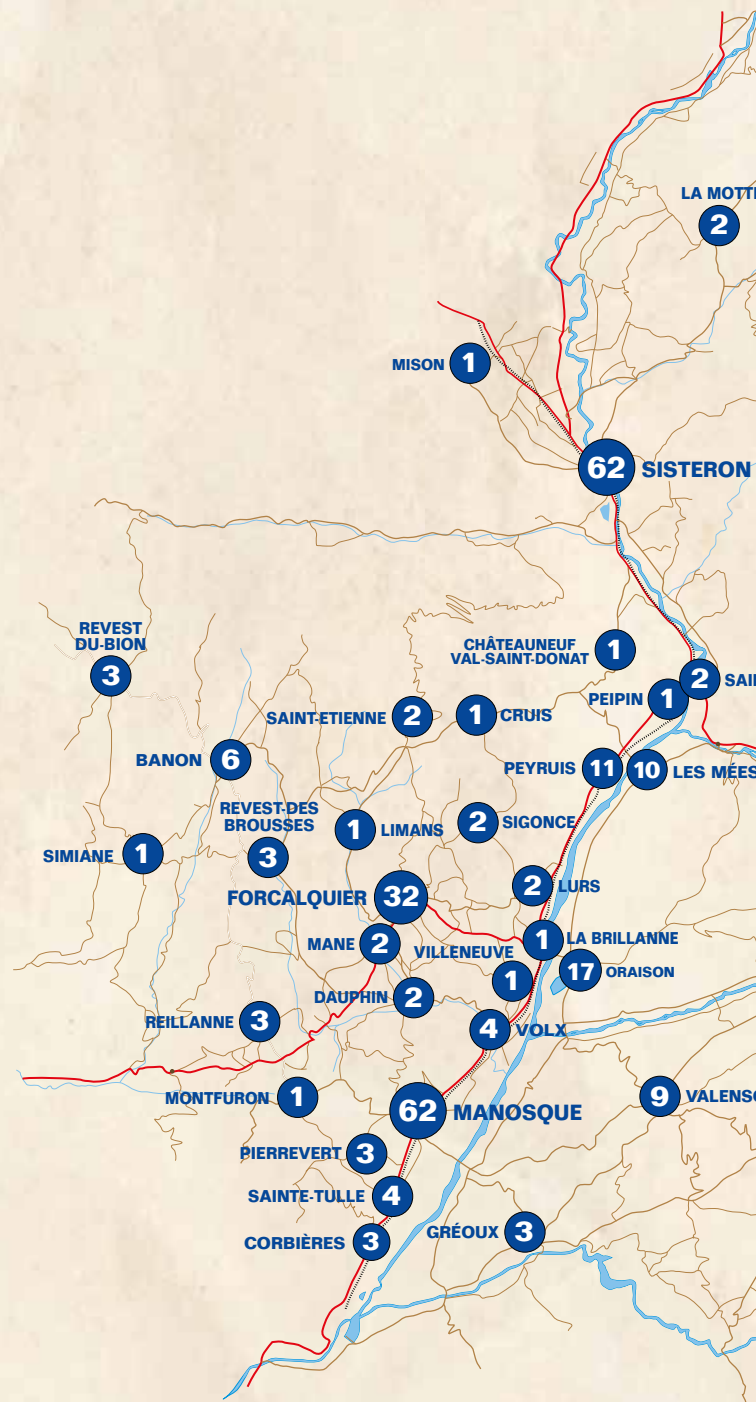 LA MOTTE
2
MISON 1
62 SISTERON
REVEST
DU-BION
3
CHÂTEAUNEUF
VAL-SAINT-DONAT
1
2 SAI
PEIPIN 1
SAINT-ETIENNE 2
1 CRUIS
BANON 6
PEYRUIS 11
10 LES MÉES
REVEST-DES
BROUSSES
3
1 LIMANS
2 SIGONCE
SIMIANE 1
FORCALQUIER 32
2 LURS
MANE 2
1 LA BRILLANNE
VILLENEUVE
1
17 ORAISON
DAUPHIN 2
REILLANNE 3
4 VOLX
MONTFURON 1
62 MANOSQUE
9 VALENSO
PIERREVERT 3
SAINTE-TULLE 4
CORBIÈRES 3
GRÉOUX 3